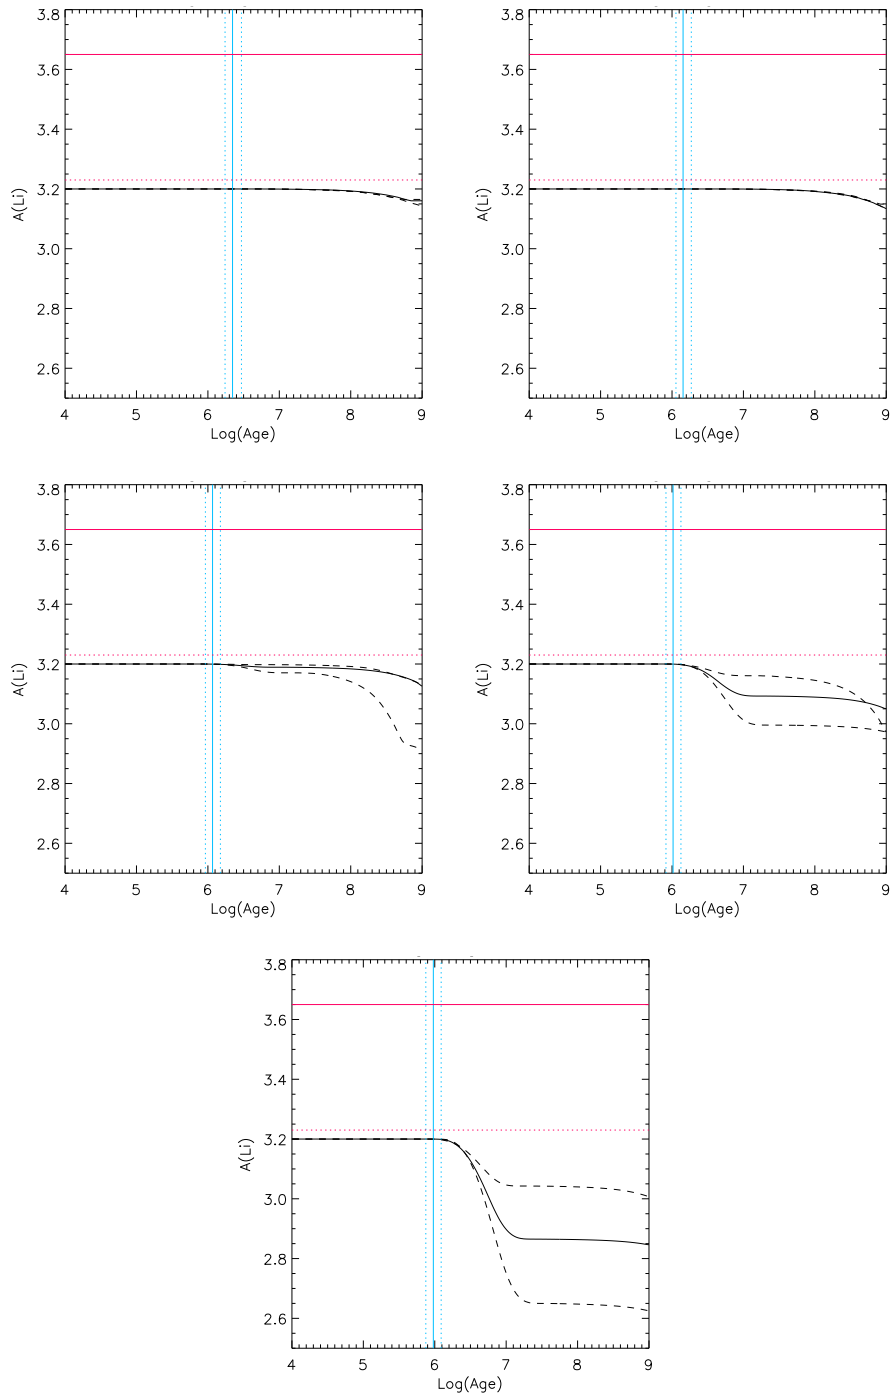 3.8 3.8
3.6 3.6
3.4 3.4
3.2 3.2
A(Li) A(Li)
3.0 3.0
2.8 2.8
2.6 2.6
4 5 6 7 8 9 4 5 6 7 8 9
Log(Age) Log(Age)
3.8 3.8
3.6 3.6
3.4 3.4
3.2 3.2
A(Li) A(Li)
3.0 3.0
2.8 2.8
2.6 2.6
4 5 6 7 8 9 4 5 6 7 8 9
Log(Age) Log(Age)
3.8
3.6
3.4
3.2
A(Li)
3.0
2.8
2.6
4 5 6 7 8 9
Log(Age)